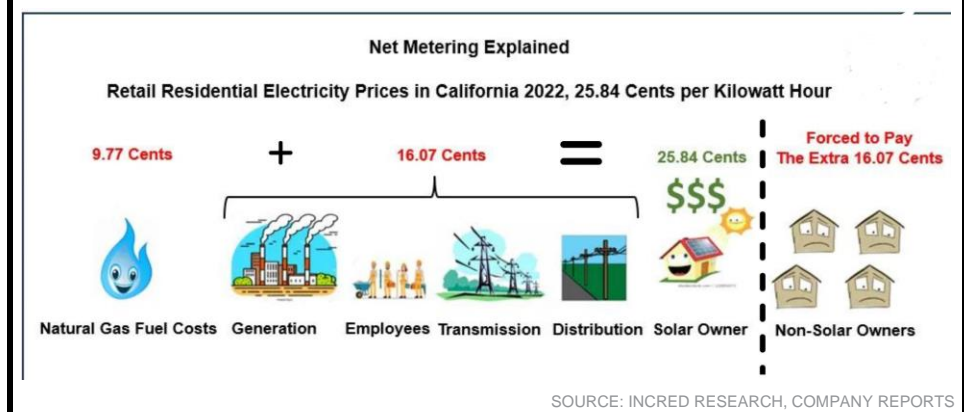 Net Metering Explained
Retail Residential Electricity Prices in California 2022, 25.84 Cents per Kilowatt Hour
9.77 Cents
+
16.07 Cents
=
25.84 Cents
$$$
Forced to Pay
The Extra 16.07 Cents
Natural Gas Fuel Costs
Generation
Employees
Transmission
Distribution
Solar Owner
Non-Solar Owners
SOURCE: INCRED RESEARCH, COMPANY REPORTS